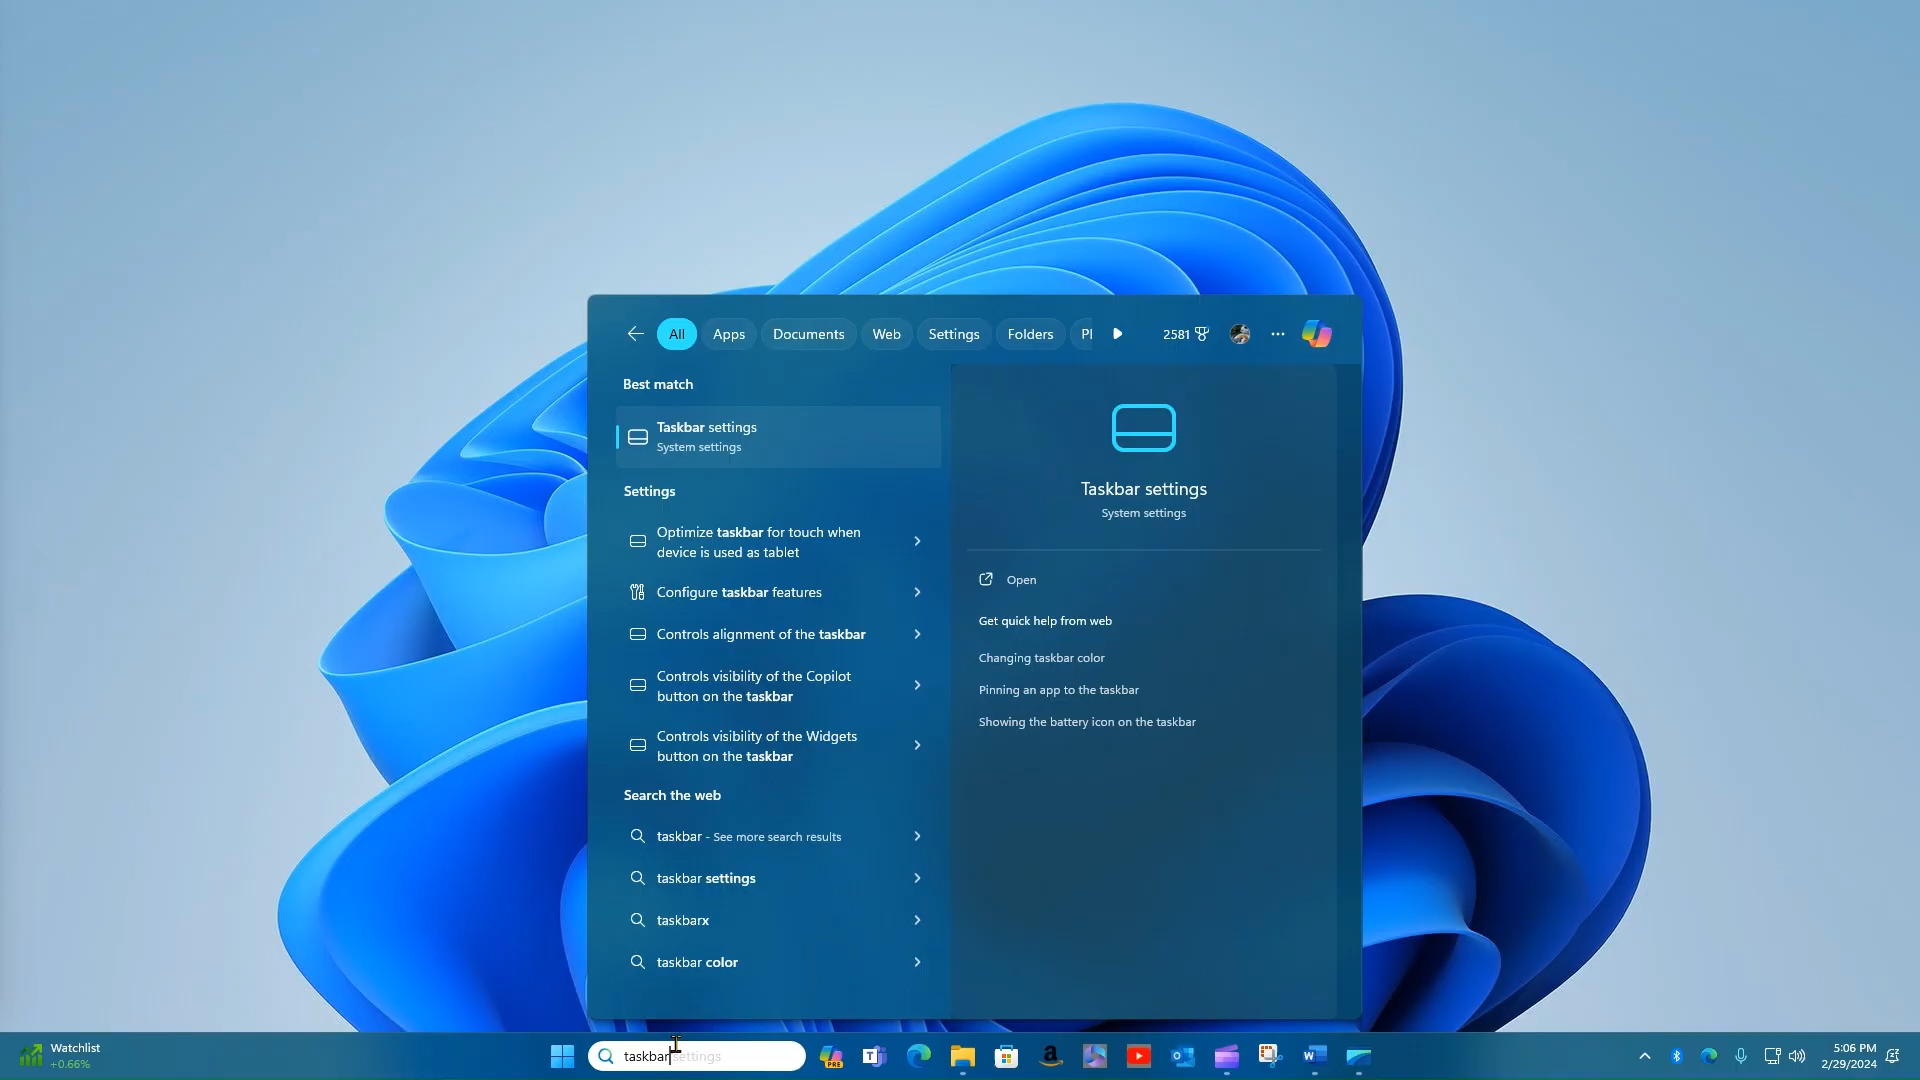 All
Apps
Documents
Web
Settings
Folders
Pl
2581
Best match
Taskbar settings
System settings
Settings
Optimize taskbar for touch when
device is used as tablet
Configure taskbar features
Controls alignment of the taskbar
Controls visibility of the Copilot
button on the taskbar
Controls visibility of the Widgets
button on the taskbar
Search the web
taskbar - See more search results
taskbar settings
taskbarx
taskbar color
Taskbar settings
System settings
Open
Get quick help from web
Changing taskbar color
Pinning an app to the taskbar
Showing the battery icon on the taskbar
Watchlist
+0.66%
taskbar settings
PRE
T
a
W
5:06 PM
2/29/2024